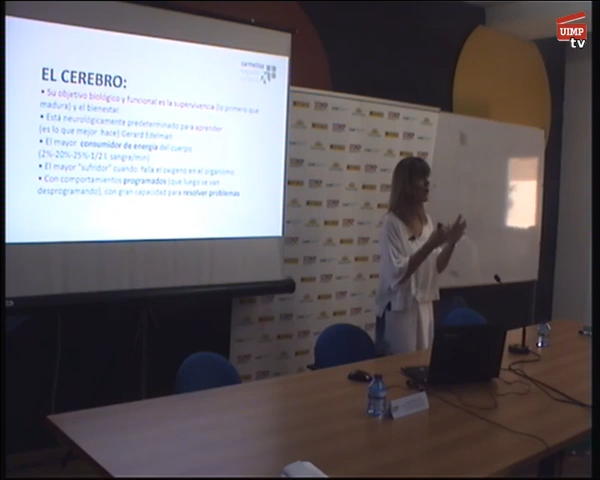 UIMP
tv
EL CEREBRO:
• Su objetivo biológico y funcional es la supervivencia (lo primero que
madura) y el bienestar.
• Está neurológicamente predeterminado para aprender
(es lo que mejor hace) Gerard Edelman
• El mayor consumidor de energía del cuerpo
(2%-20%-25%-1/2 l. sangre/min)
• El mayor "sufridor" cuando falla el oxígeno en el organismo
• Con comportamientos programados (que luego se van
desprogramando), con gran capacidad para resolver problemas